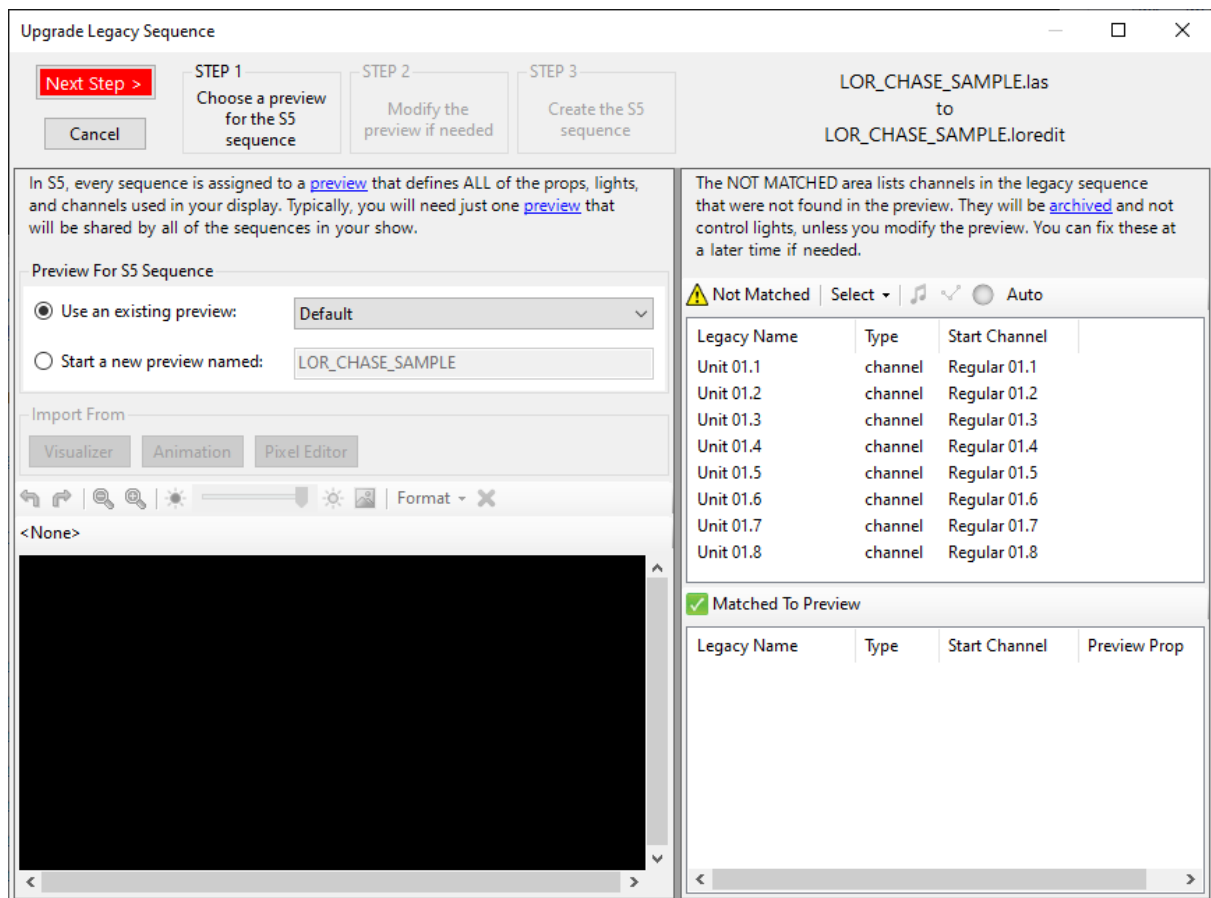 Upgrade Legacy Sequence
Next Step >
Cancel
STEP 1
Choose a preview
for the S5
sequence
STEP 2
Modify the
preview if needed
STEP 3
Create the S5
sequence
LOR_CHASE_SAMPLE.las
to
LOR_CHASE_SAMPLE.loredit
In S5, every sequence is assigned to a preview that defines ALL of the props, lights,
and channels used in your display. Typically, you will need just one preview that
will be shared by all of the sequences in your show.
Preview For S5 Sequence
Use an existing preview:
Default
Start a new preview named:
LOR_CHASE_SAMPLE
Import From
Visualizer
Animation
Pixel Editor
Format
<None>
The NOT MATCHED area lists channels in the legacy sequence
that were not found in the preview. They will be archived and not
control lights, unless you modify the preview. You can fix these at
a later time if needed.
Not Matched
Select
Auto
Legacy Name Type Start Channel
Unit 01.1 channel Regular 01.1
Unit 01.2 channel Regular 01.2
Unit 01.3 channel Regular 01.3
Unit 01.4 channel Regular 01.4
Unit 01.5 channel Regular 01.5
Unit 01.6 channel Regular 01.6
Unit 01.7 channel Regular 01.7
Unit 01.8 channel Regular 01.8
Matched To Preview
Legacy Name Type Start Channel Preview Prop